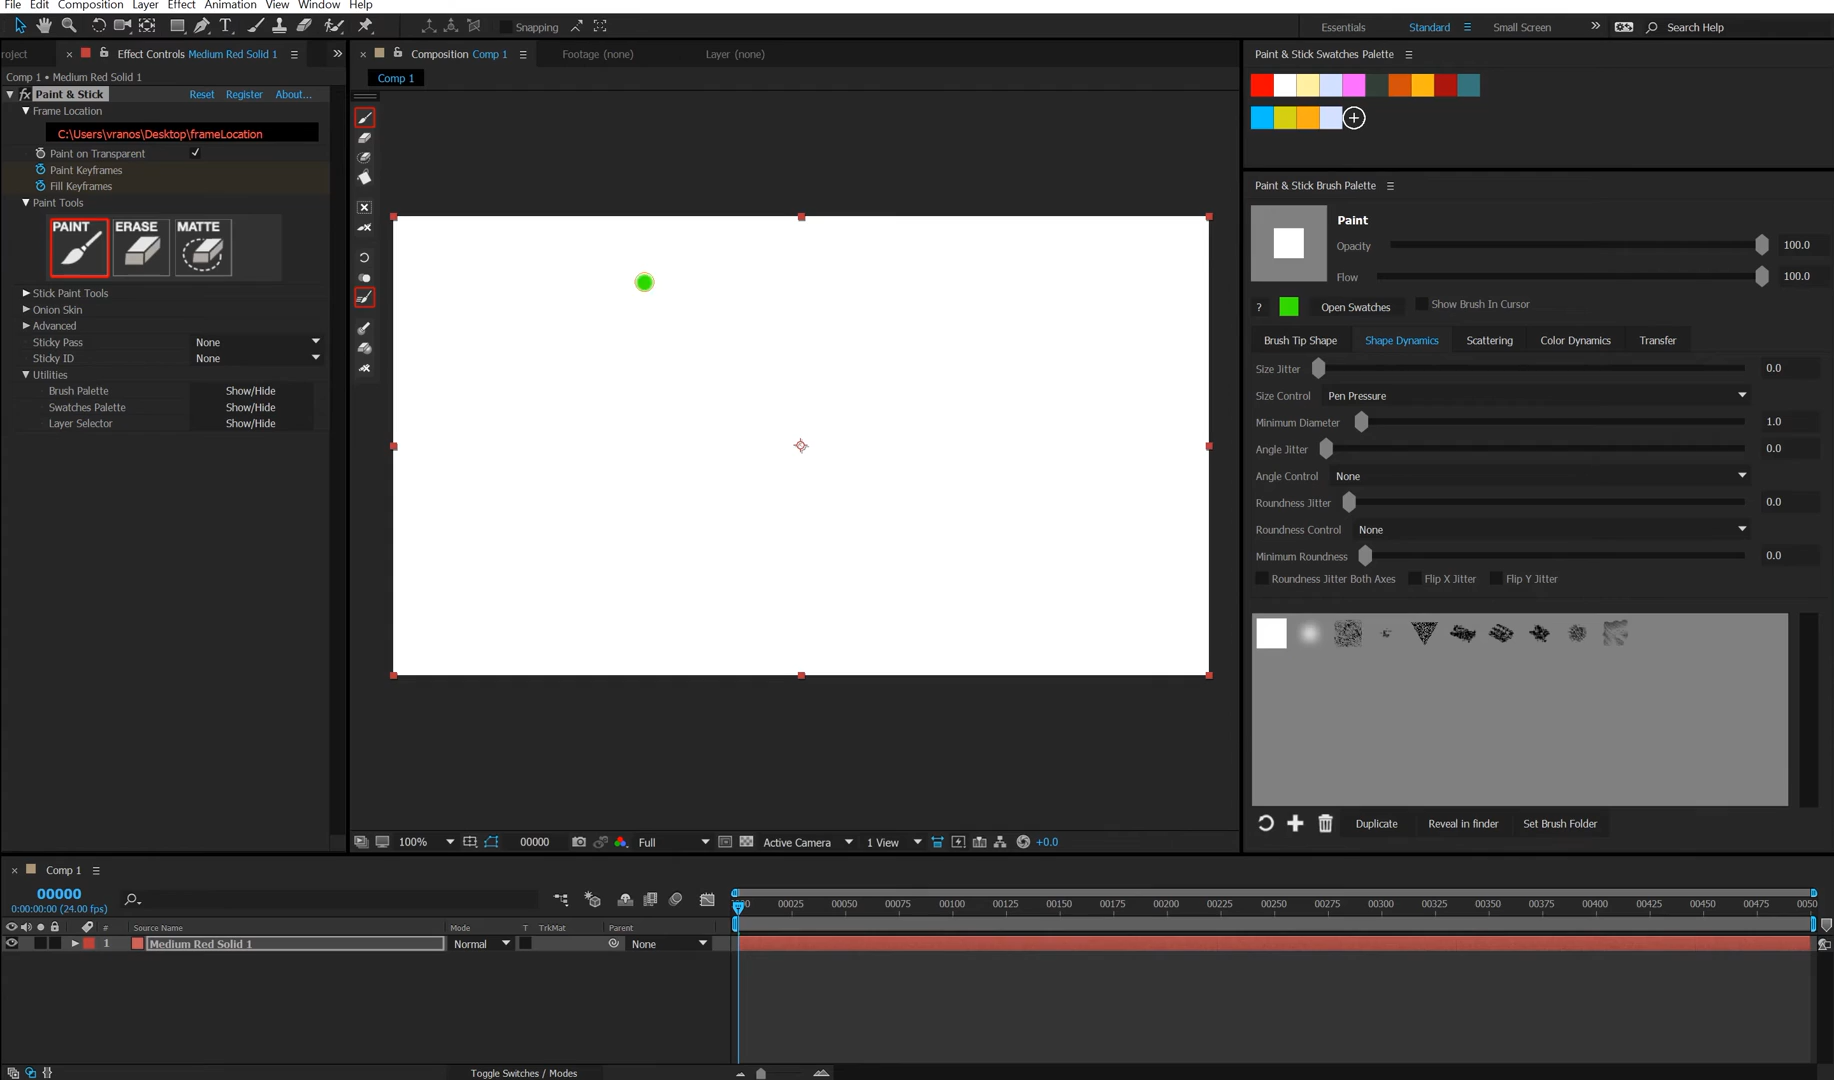 File Edit Composition Layer Effect Animation View Window Help
Snapping
Essentials Standard Small Screen Search Help
roject Effect Controls Medium Red Solid 1
Comp 1 • Medium Red Solid 1
fx Paint & Stick Reset Register About...
Frame Location
C:\Users\vranos\Desktop\frameLocation
Paint on Transparent
Paint Keyframes
Fill Keyframes
Paint Tools
PAINT ERASE MATTE
Stick Paint Tools
Onion Skin
Advanced
Sticky Pass None
Sticky ID None
Utilities
Brush Palette Show/Hide
Swatches Palette Show/Hide
Layer Selector Show/Hide
Composition Comp 1 Footage (none) Layer (none)
Comp 1
100% 00000 Full Active Camera 1 View +0.0
Paint & Stick Swatches Palette
Paint & Stick Brush Palette
Paint
Opacity 100.0
Flow 100.0
? Open Swatches Show Brush In Cursor
Brush Tip Shape Shape Dynamics Scattering Color Dynamics Transfer
Size Jitter 0.0
Size Control Pen Pressure
Minimum Diameter 1.0
Angle Jitter 0.0
Angle Control None
Roundness Jitter 0.0
Roundness Control None
Minimum Roundness 0.0
Roundness Jitter Both Axes Flip X Jitter Flip Y Jitter
Duplicate Reveal in finder Set Brush Folder
Comp 1
00000
0:00:00:00 (24.00 fps)
00025 00050 00075 00100 00125 00150 00175 00200 00225 00250 00275 00300 00325 00350 00375 00400 00425 00450 00475 0050
# Source Name Mode T TrkMat Parent
1 Medium Red Solid 1 Normal None
Toggle Switches / Modes